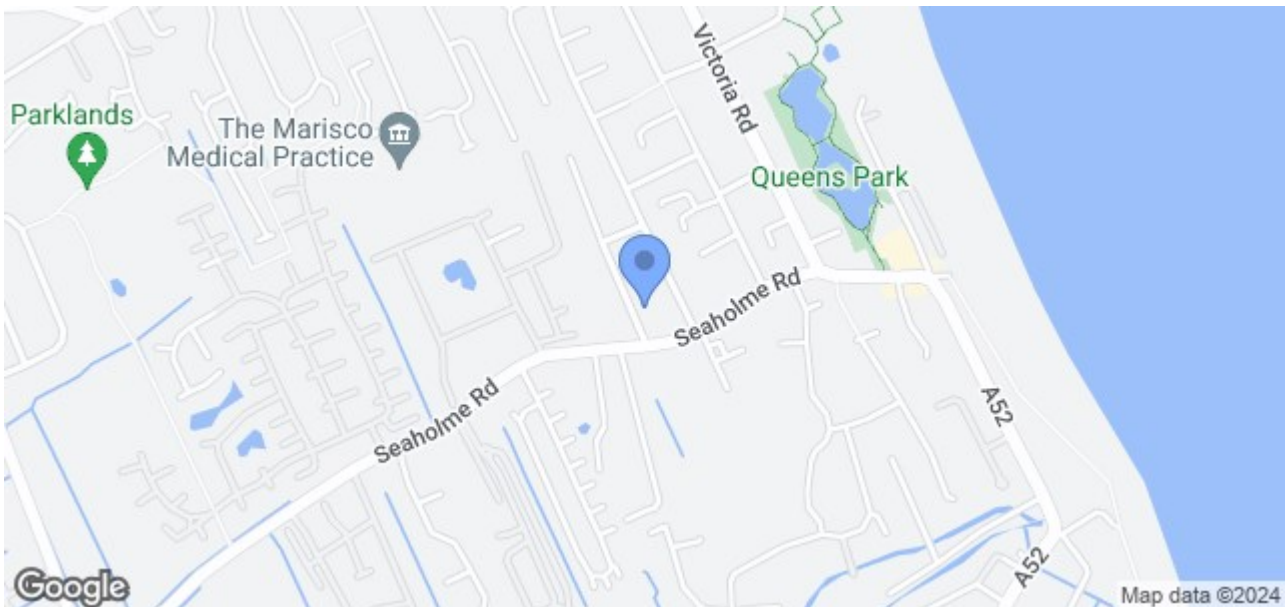 Victoria Rd
Parklands
The Marisco
Medical Practice
Queens Park
Seaholme Rd
Seaholme Rd
A52
A52
Google
Map data ©2024